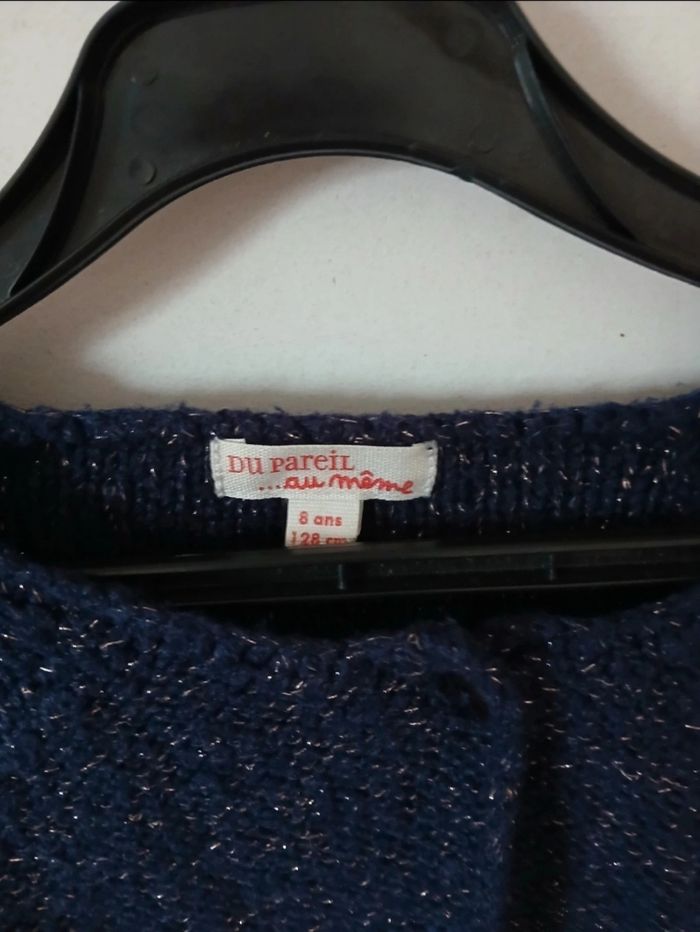 DU PAREIL
...au même
8 ans
128 cm